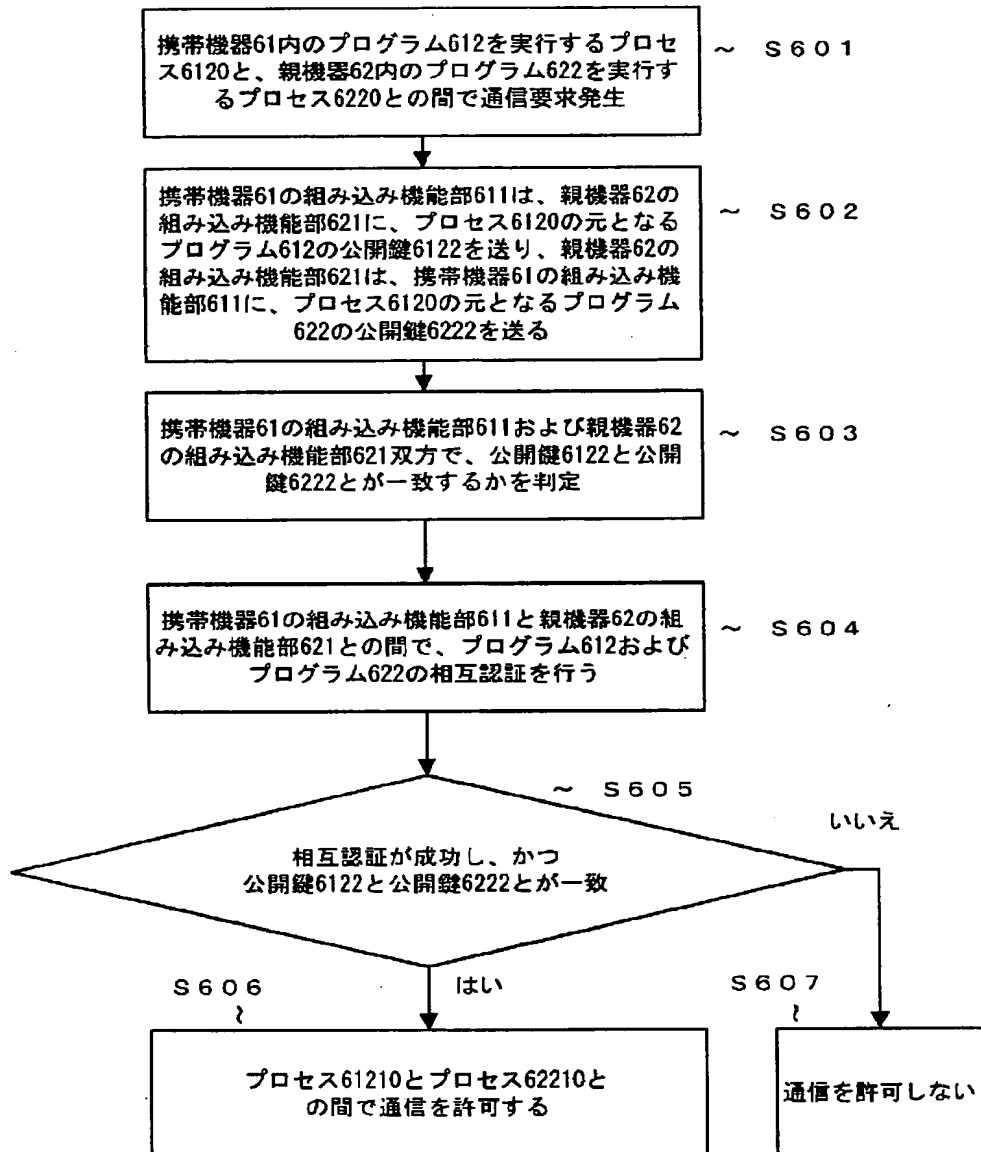 携帯機器61内のプログラム612を実行するプロセ
ス6120と、親機器62内のプログラム622を実行す
るプロセス6220との間で通信要求発生
~ S601
携帯機器61の組み込み機能部611は、親機器62の
組み込み機能部621に、プロセス6120の元となる
プログラム612の公開鍵6122を送り、親機器62の
組み込み機能部621は、携帯機器61の組み込み機
能部611に、プロセス6120の元となるプログラム
622の公開鍵6222を送る
~ S602
携帯機器61の組み込み機能部611および親機器62
の組み込み機能部621双方で、公開鍵6122と公開
鍵6222とが一致するかを判定
~ S603
携帯機器61の組み込み機能部611と親機器62の組
み込み機能部621との間で、プログラム612および
プログラム622の相互認証を行う
~ S604
~ S605
いいえ
相互認証が成功し、かつ
公開鍵6122と公開鍵6222とが一致
はい
S606
~
S607
~
プロセス61210とプロセス62210と
の間で通信を許可する
通信を許可しない